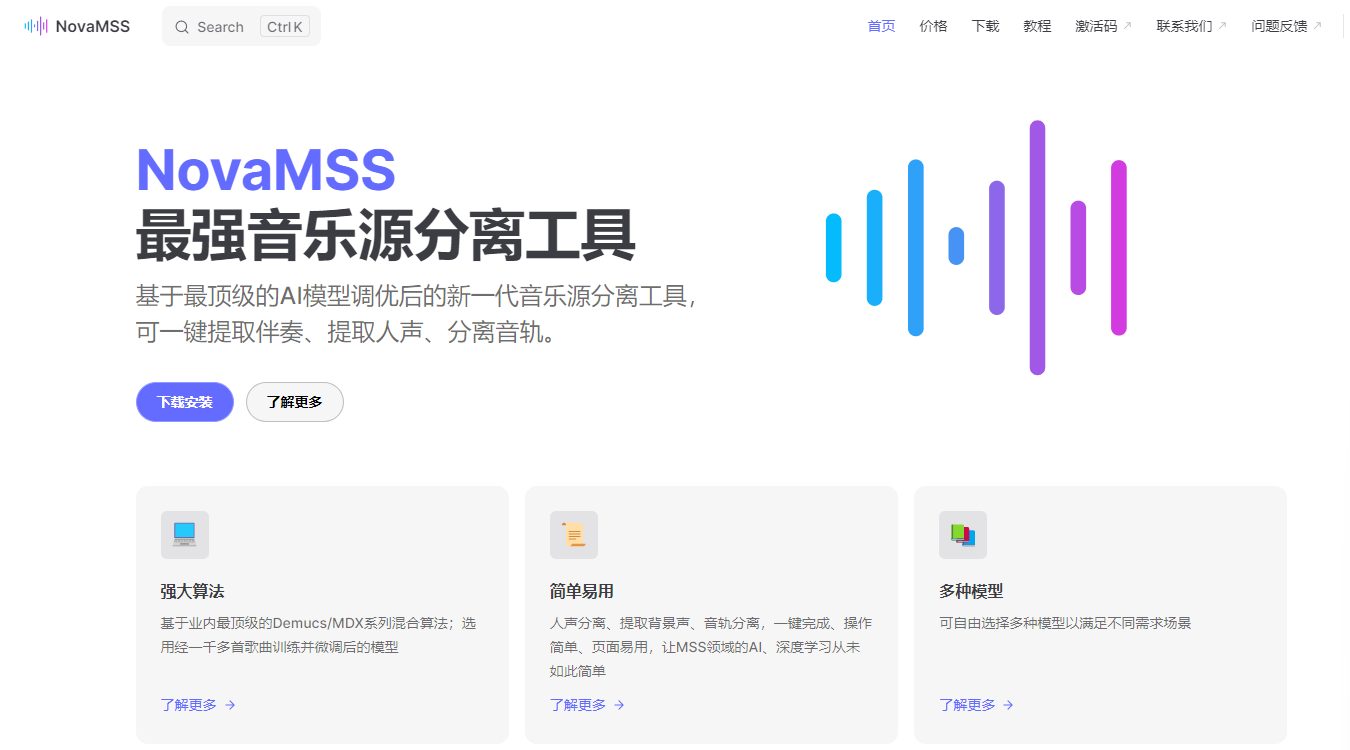 NovaMSS
Search Ctrl K
首页 价格 下载 教程 激活码 联系我们 问题反馈
NovaMSS
最强音乐源分离工具
基于最顶级的AI模型调优后的新一代音乐源分离工具，
可一键提取伴奏、提取人声、分离音轨。
下载安装 了解更多
强大算法
基于业内最顶级的Demucs/MDX系列混合算法；选
用经一千多首歌曲训练并微调后的模型
了解更多 →
简单易用
人声分离、提取背景声、音轨分离，一键完成、操作
简单、页面易用，让MSS领域的AI、深度学习从未
如此简单
了解更多 →
多种模型
可自由选择多种模型以满足不同需求场景
了解更多 →